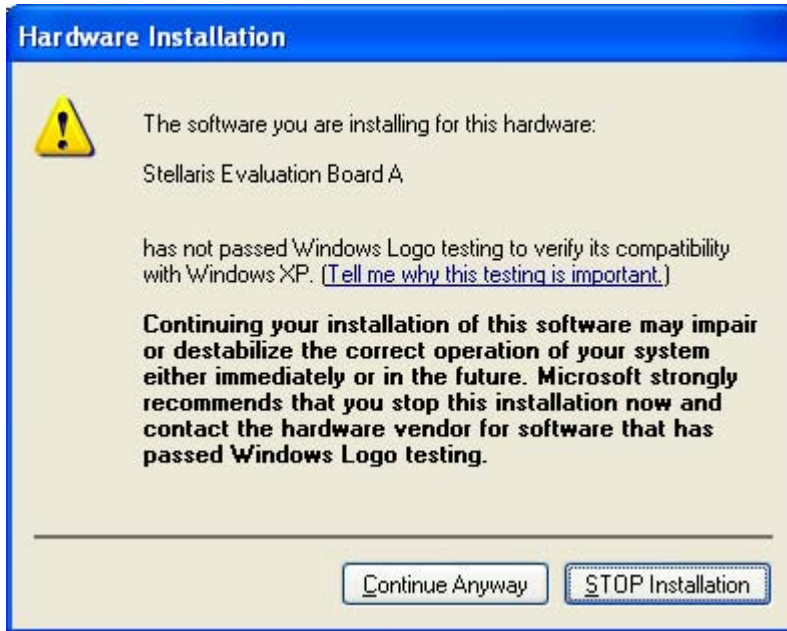 Hardware Installation
The software you are installing for this hardware:
Stellaris Evaluation Board A
has not passed Windows Logo testing to verify its compatibility
with Windows XP. (Tell me why this testing is important.)
Continuing your installation of this software may impair
or destabilize the correct operation of your system
either immediately or in the future. Microsoft strongly
recommends that you stop this installation now and
contact the hardware vendor for software that has
passed Windows Logo testing.
Continue Anyway
STOP Installation